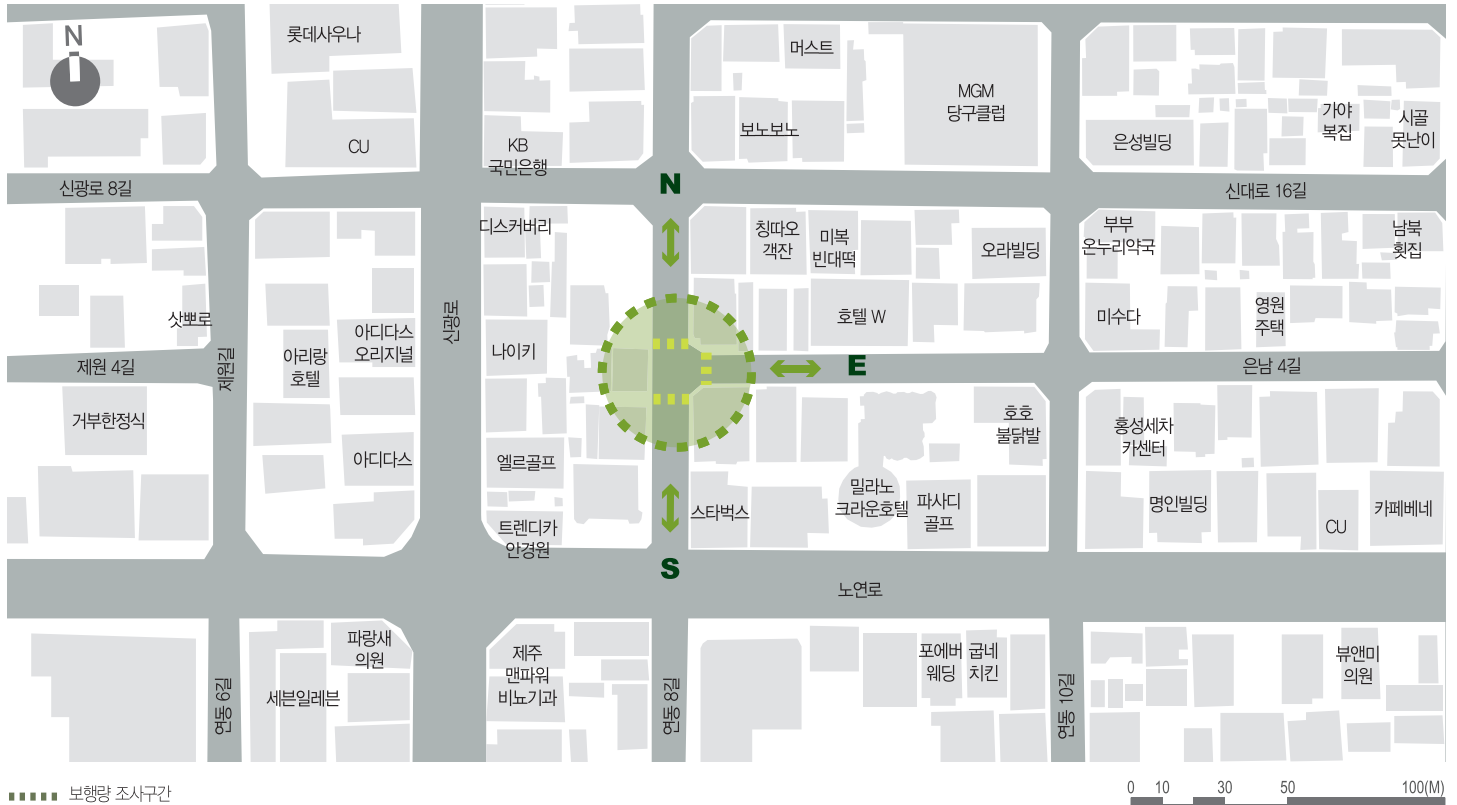 N
롯데사우나
CU
KB
국민은행
머스트
보노보노
MGM
당구클럽
은성빌딩
가야
복집
시골
못난이
신광로 8길
N
신대로 16길
디스커버리
칭따오
객잔
미복
빈대떡
오라빌딩
부부
온누리약국
남북
횟집
삿뽀로
제원길
아리랑
호텔
아디다스
오리지널
신광로
나이키
호텔 W
미수다
영원
주택
제원 4길
E
은남 4길
거부한정식
아디다스
엘르골프
호호
불닭발
홍성세차
카센터
트렌디카
안경원
스타벅스
밀라노
크라운호텔
파사디
골프
명인빌딩
CU
카페베네
S
노연로
연동 6길
세븐일레븐
파랑새
의원
제주
맨파워
비뇨기과
연동 8길
포에버
웨딩
굽네
치킨
연동 10길
뷰앤미
의원
보행량 조사구간
0 10 30 50 100(M)